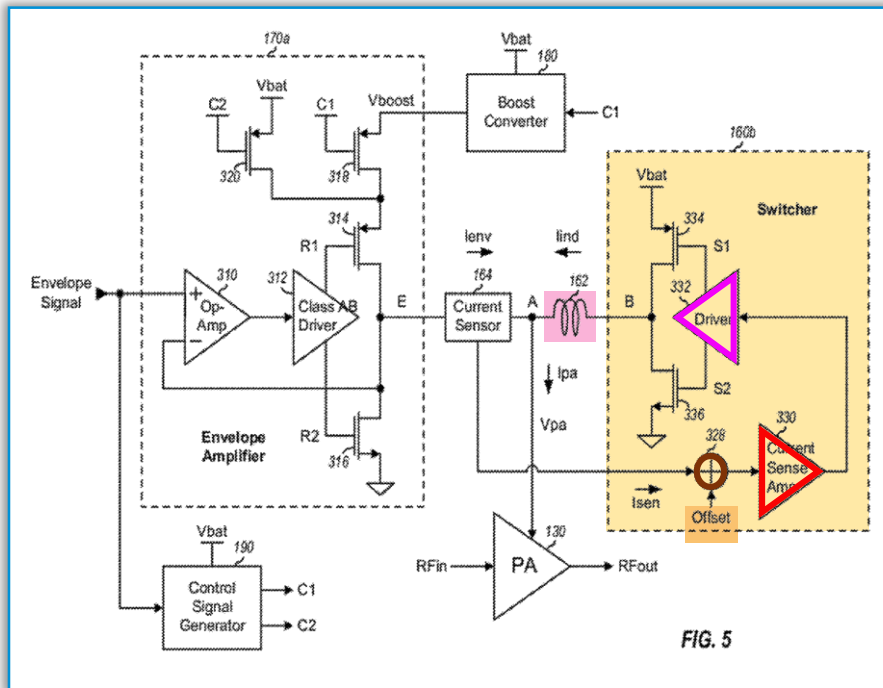 170a
Vbat
180
Vbat
C2
C1
Vboost
Boost
Converter
C1
160b
320
318
Vbat
Switcher
314
334
R1
Ienv
Iind
S1
Envelope
Signal
310
312
164
162
332
+
Op-
Amp
−
Class AB
Driver
E
Current
Sensor
A
B
Driver
Ipa
S2
336
Vpa
R2
330
Envelope
Amplifier
316
328
Current
Sense
Amp
Isen
Offset
Vbat
190
130
Control
Signal
Generator
C1
C2
RFin
PA
RFout
FIG. 5